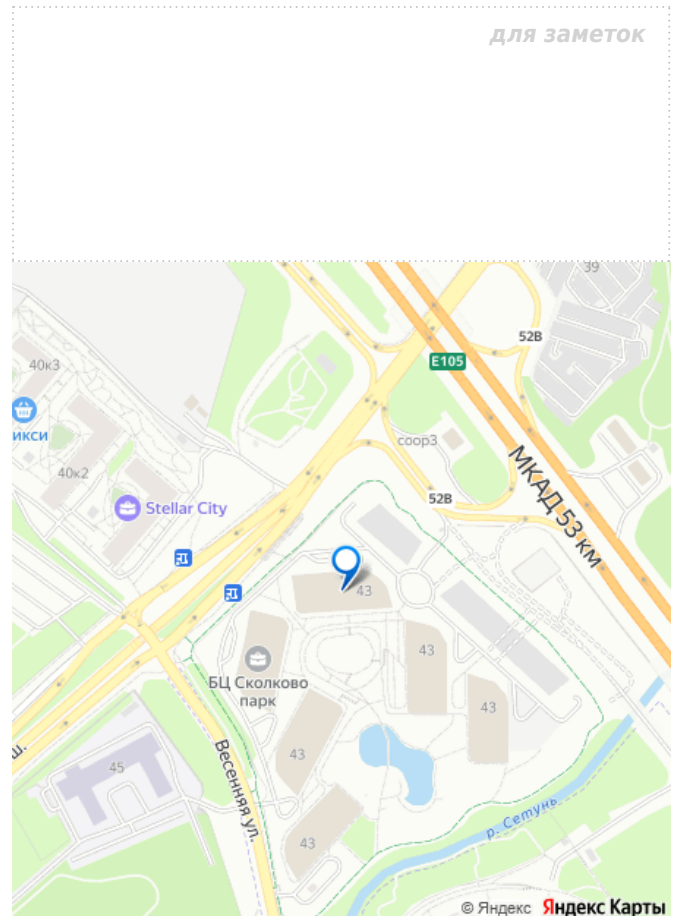 для заметок
39
52В
E105
40к3
икси
соор3
40к2
Stellar City
52В
МКАД 53 км
43
43
БЦ Сколково
парк
43
ш.
45
Весенняя ул.
43
43
р. Сетунь
© Яндекс Яндекс Карты